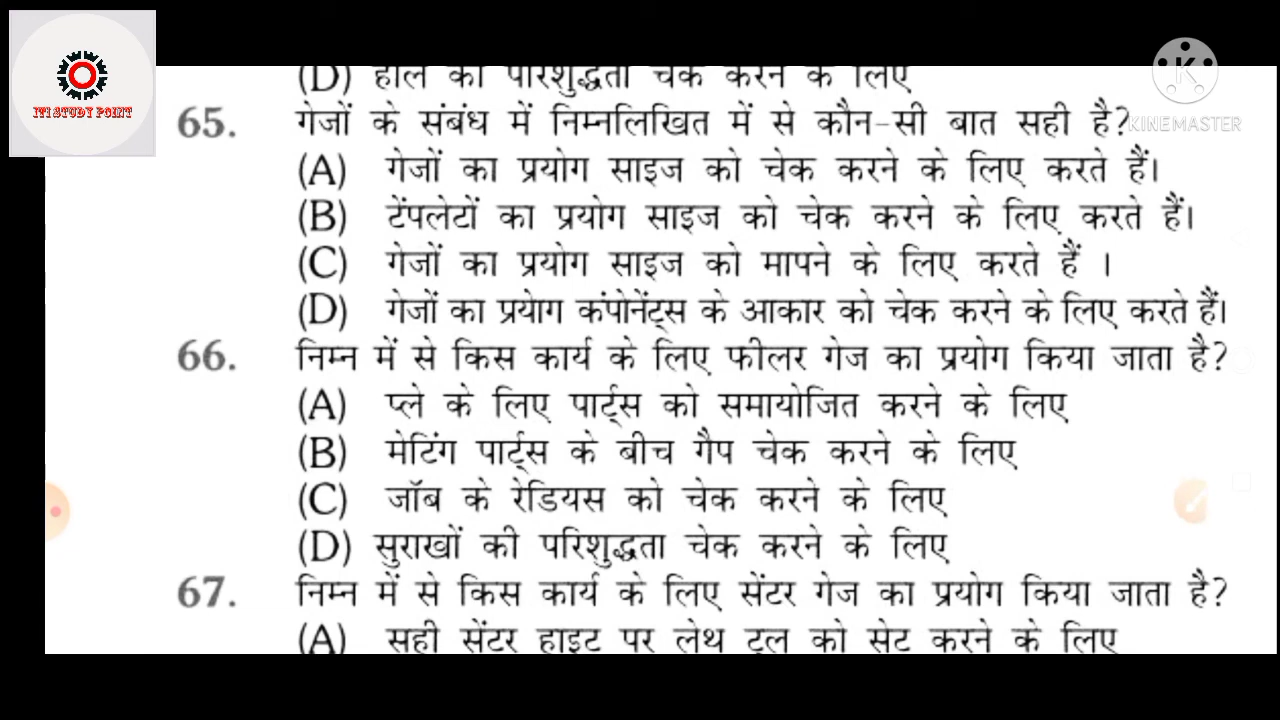 ITI STUDY POINT
KINEMASTER
(D) होल की परिशुद्धता चेक करने के लिए
65. गेजों के संबंध में निम्नलिखित में से कौन-सी बात सही है?
(A) गेजों का प्रयोग साइज को चेक करने के लिए करते हैं।
(B) टेंपलेटों का प्रयोग साइज को चेक करने के लिए करते हैं।
(C) गेजों का प्रयोग साइज को मापने के लिए करते हैं ।
(D) गेजों का प्रयोग कंपोनेंट्स के आकार को चेक करने के लिए करते हैं।
66. निम्न में से किस कार्य के लिए फीलर गेज का प्रयोग किया जाता है?
(A) प्ले के लिए पार्ट्स को समायोजित करने के लिए
(B) मेटिंग पार्ट्स के बीच गैप चेक करने के लिए
(C) जॉब के रेडियस को चेक करने के लिए
(D) सुराखों की परिशुद्धता चेक करने के लिए
67. निम्न में से किस कार्य के लिए सेंटर गेज का प्रयोग किया जाता है?
(A) सही सेंटर हाइट पर लेथ टूल को सेट करने के लिए